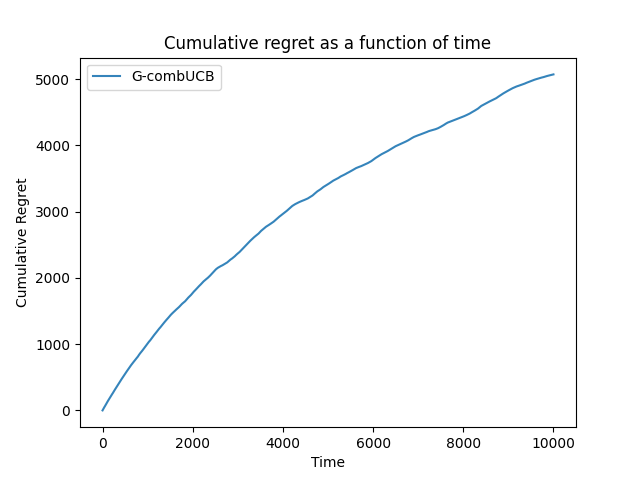 Cumulative regret as a function of time
G-combUCB
Cumulative Regret
5000
4000
3000
2000
1000
0
0 2000 4000 6000 8000 10000
Time